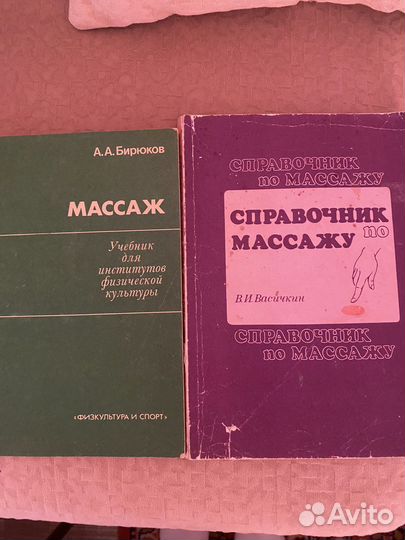 А. А. Бирюков
МАССАЖ
Учебник
для
институтов
физической
культуры
«ФИЗКУЛЬТУРА И СПОРТ»
СПРАВОЧНИК
ПО МАССАЖУ
СПРАВОЧНИК
ПО
МАССАЖУ
В.И. Васичкин
СПРАВОЧНИК
ПО МАССАЖУ
Avito